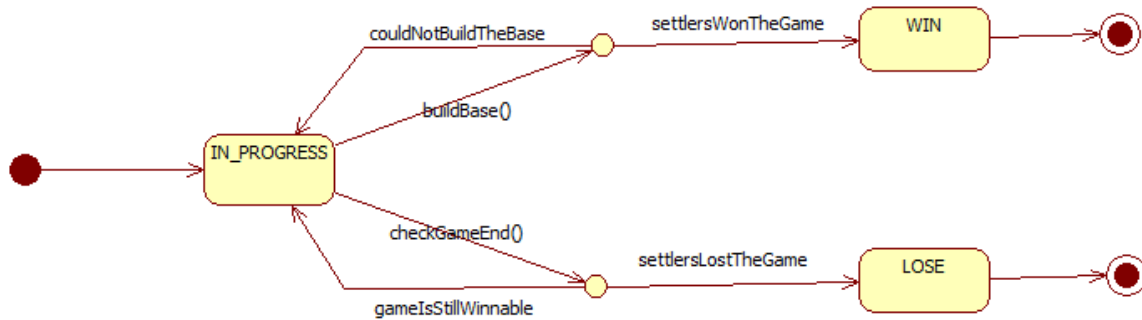 couldNotBuildTheBase
settlersWonTheGame
WIN
buildBase()
IN_PROGRESS
checkGameEnd()
settlersLostTheGame
LOSE
gameIsStillWinnable